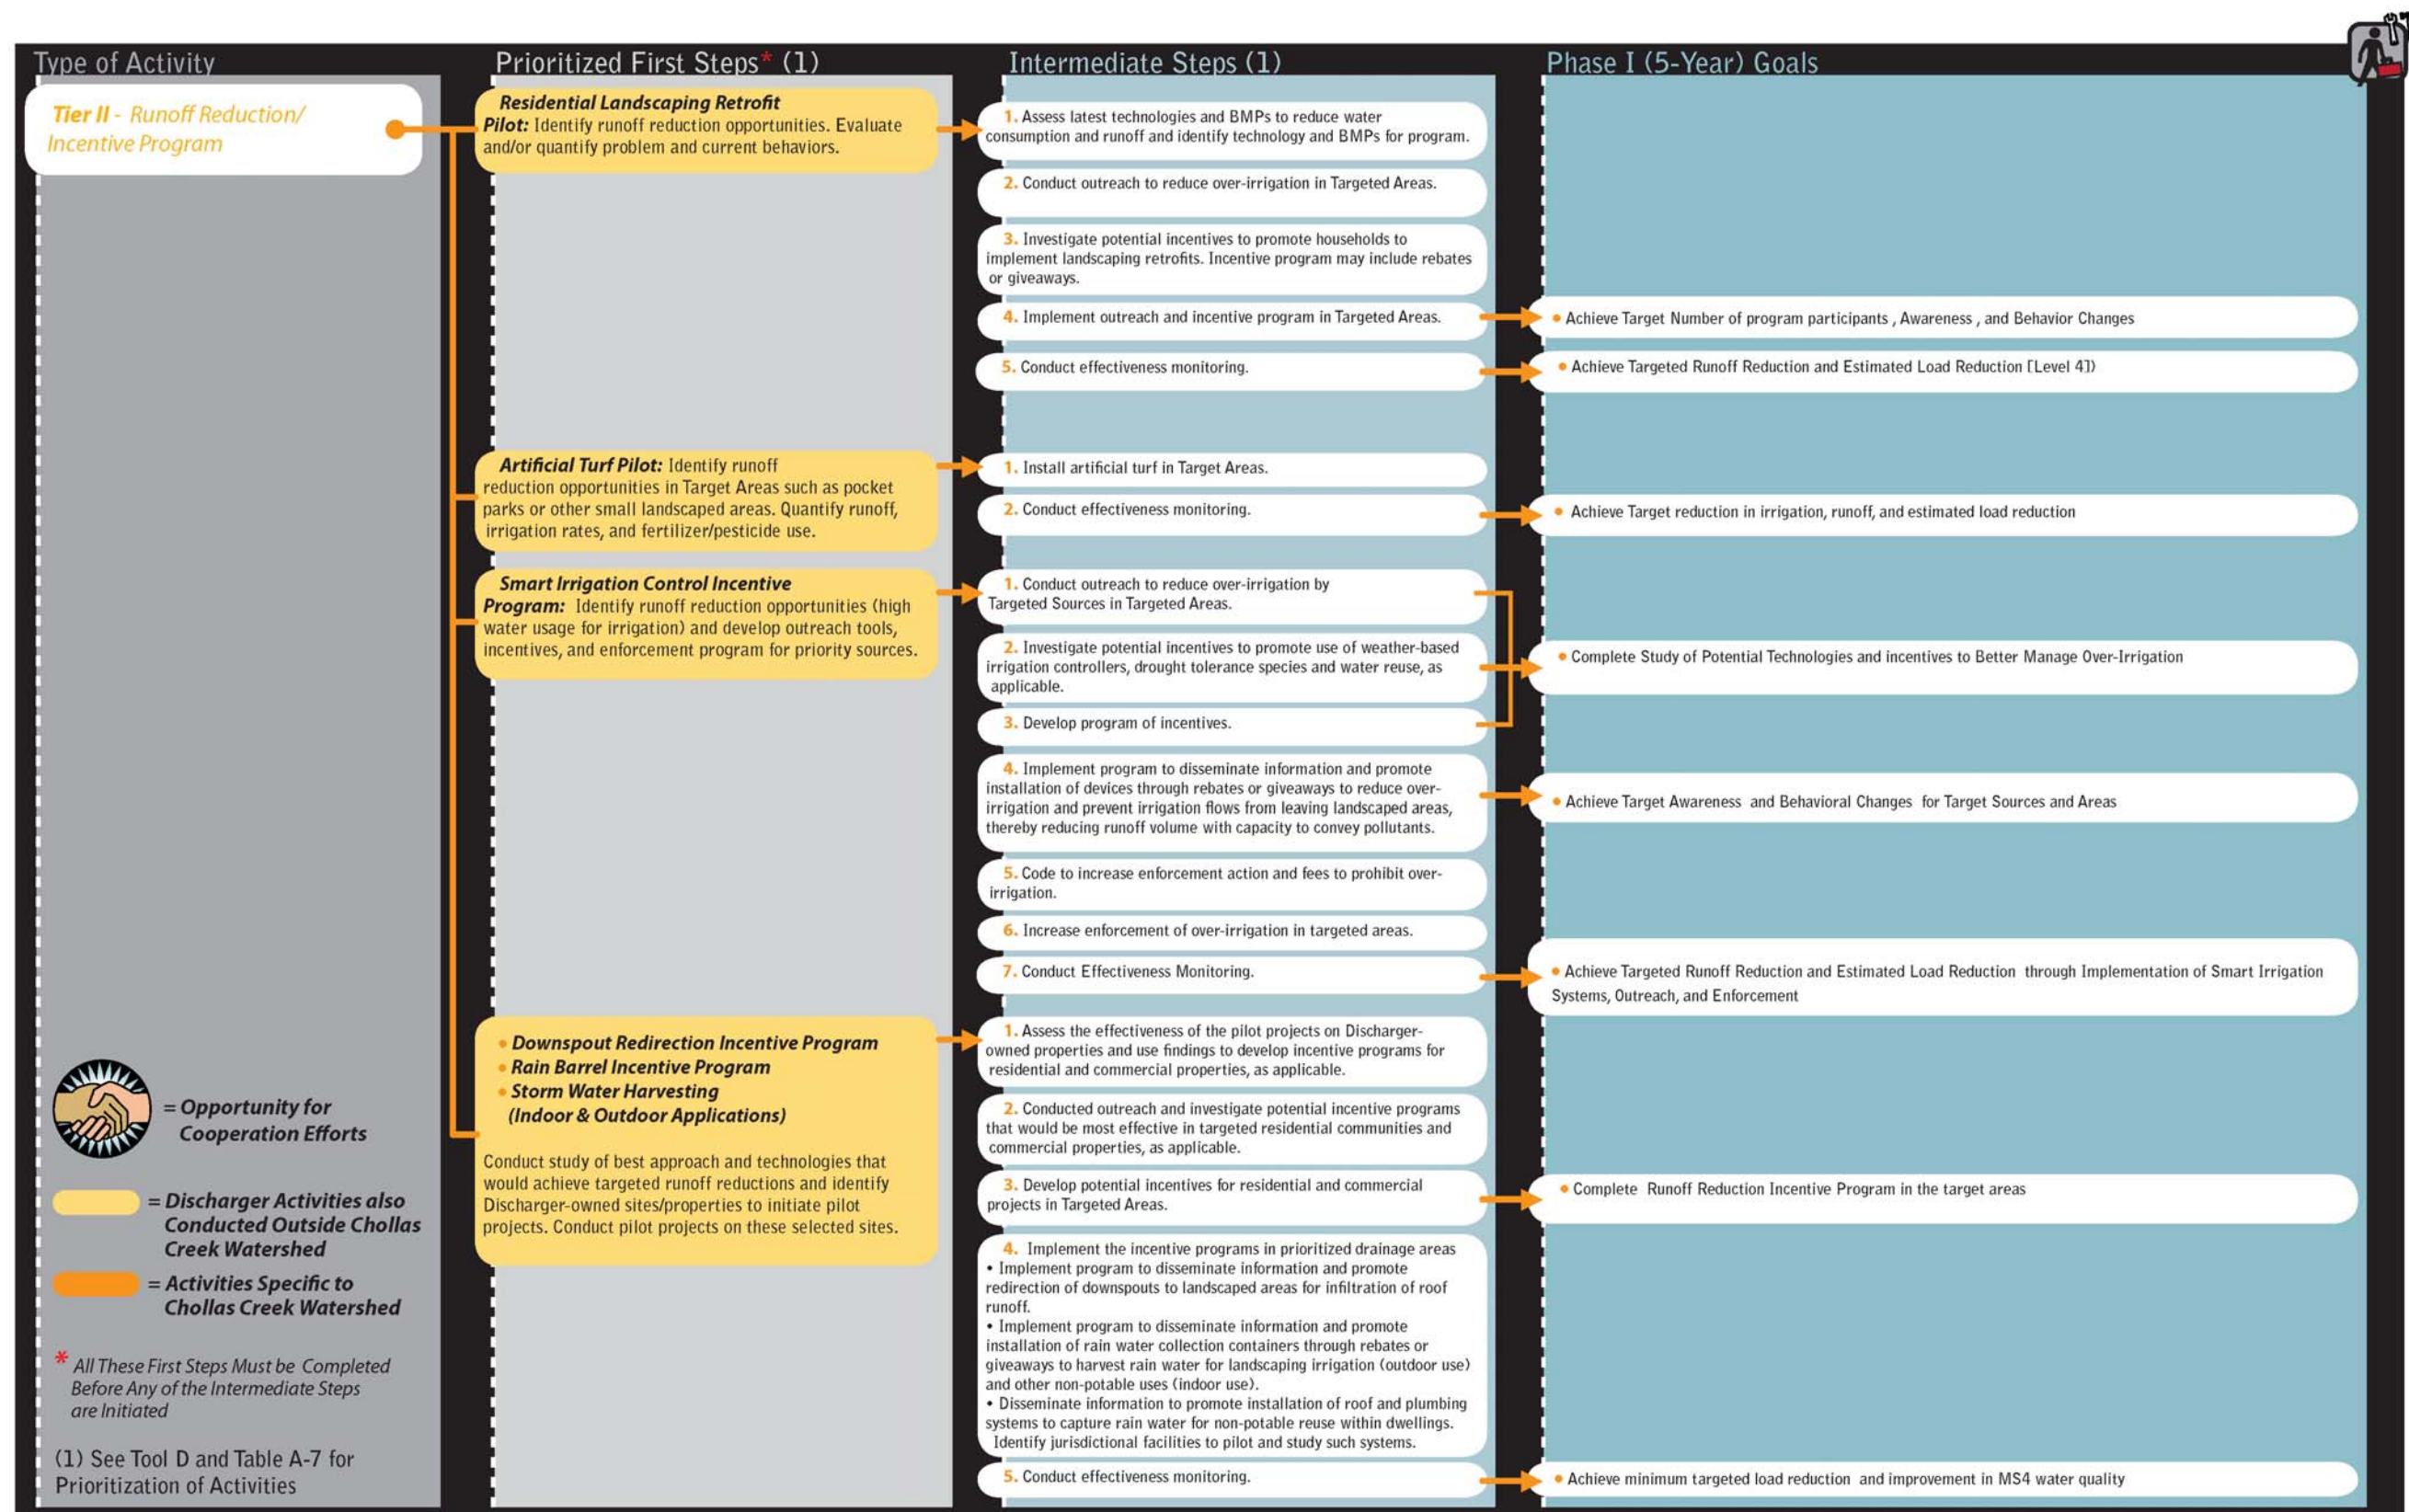 Type of Activity
Prioritized First Steps* (1)
Intermediate Steps (1)
Phase I (5-Year) Goals
Tier II - Runoff Reduction/
Incentive Program
Residential Landscaping Retrofit
Pilot: Identify runoff reduction opportunities. Evaluate
and/or quantify problem and current behaviors.
1. Assess latest technologies and BMPs to reduce water
consumption and runoff and identify technology and BMPs for program.
2. Conduct outreach to reduce over-irrigation in Targeted Areas.
3. Investigate potential incentives to promote households to
implement landscaping retrofits. Incentive program may include rebates
or giveaways.
4. Implement outreach and incentive program in Targeted Areas.
• Achieve Target Number of program participants , Awareness , and Behavior Changes
5. Conduct effectiveness monitoring.
• Achieve Targeted Runoff Reduction and Estimated Load Reduction [Level 4])
Artificial Turf Pilot: Identify runoff
reduction opportunities in Target Areas such as pocket
parks or other small landscaped areas. Quantify runoff,
irrigation rates, and fertilizer/pesticide use.
1. Install artificial turf in Target Areas.
2. Conduct effectiveness monitoring.
• Achieve Target reduction in irrigation, runoff, and estimated load reduction
Smart Irrigation Control Incentive
Program: Identify runoff reduction opportunities (high
water usage for irrigation) and develop outreach tools,
incentives, and enforcement program for priority sources.
1. Conduct outreach to reduce over-irrigation by
Targeted Sources in Targeted Areas.
2. Investigate potential incentives to promote use of weather-based
irrigation controllers, drought tolerance species and water reuse, as
applicable.
3. Develop program of incentives.
• Complete Study of Potential Technologies and incentives to Better Manage Over-Irrigation
4. Implement program to disseminate information and promote
installation of devices through rebates or giveaways to reduce over-
irrigation and prevent irrigation flows from leaving landscaped areas,
thereby reducing runoff volume with capacity to convey pollutants.
• Achieve Target Awareness and Behavioral Changes for Target Sources and Areas
5. Code to increase enforcement action and fees to prohibit over-
irrigation.
6. Increase enforcement of over-irrigation in targeted areas.
7. Conduct Effectiveness Monitoring.
• Achieve Targeted Runoff Reduction and Estimated Load Reduction through Implementation of Smart Irrigation
Systems, Outreach, and Enforcement
• Downspout Redirection Incentive Program
• Rain Barrel Incentive Program
• Storm Water Harvesting
(Indoor & Outdoor Applications)
Conduct study of best approach and technologies that
would achieve targeted runoff reductions and identify
Discharger-owned sites/properties to initiate pilot
projects. Conduct pilot projects on these selected sites.
1. Assess the effectiveness of the pilot projects on Discharger-
owned properties and use findings to develop incentive programs for
residential and commercial properties, as applicable.
2. Conducted outreach and investigate potential incentive programs
that would be most effective in targeted residential communities and
commercial properties, as applicable.
3. Develop potential incentives for residential and commercial
projects in Targeted Areas.
• Complete Runoff Reduction Incentive Program in the target areas
4. Implement the incentive programs in prioritized drainage areas
• Implement program to disseminate information and promote
redirection of downspouts to landscaped areas for infiltration of roof
runoff.
• Implement program to disseminate information and promote
installation of rain water collection containers through rebates or
giveaways to harvest rain water for landscaping irrigation (outdoor use)
and other non-potable uses (indoor use).
• Disseminate information to promote installation of roof and plumbing
systems to capture rain water for non-potable reuse within dwellings.
Identify jurisdictional facilities to pilot and study such systems.
5. Conduct effectiveness monitoring.
• Achieve minimum targeted load reduction and improvement in MS4 water quality
= Opportunity for
Cooperation Efforts
= Discharger Activities also
Conducted Outside Chollas
Creek Watershed
= Activities Specific to
Chollas Creek Watershed
* All These First Steps Must be Completed
Before Any of the Intermediate Steps
are Initiated
(1) See Tool D and Table A-7 for
Prioritization of Activities